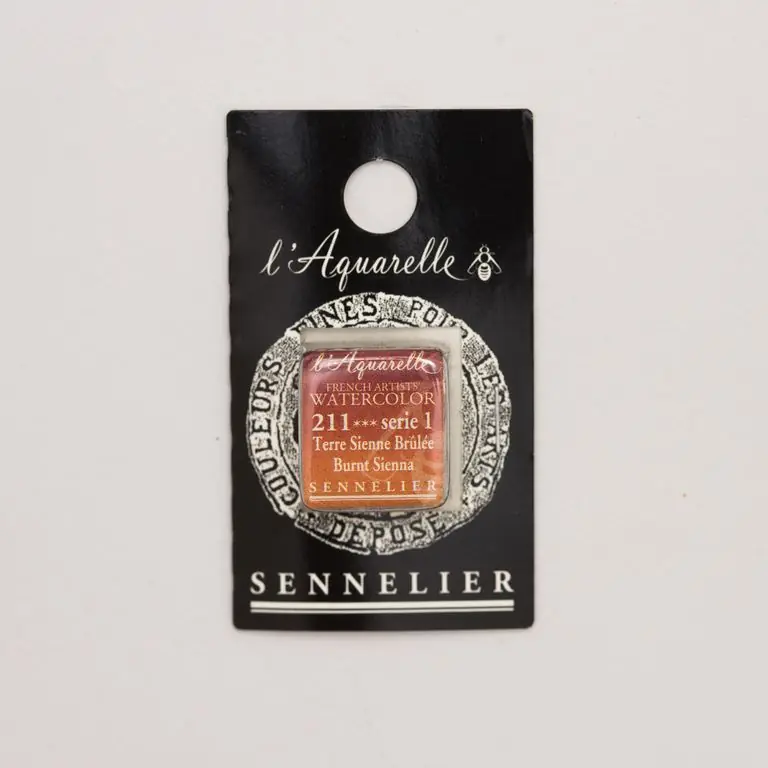 l'Aquarelle
COULEURS FINES POUR LES ARTS
DEPOSE
l'Aquarelle
FRENCH ARTISTS'
WATERCOLOR
211 *** serie 1
Terre Sienne Brûlée
Burnt Sienna
SENNELIER
SENNELIER